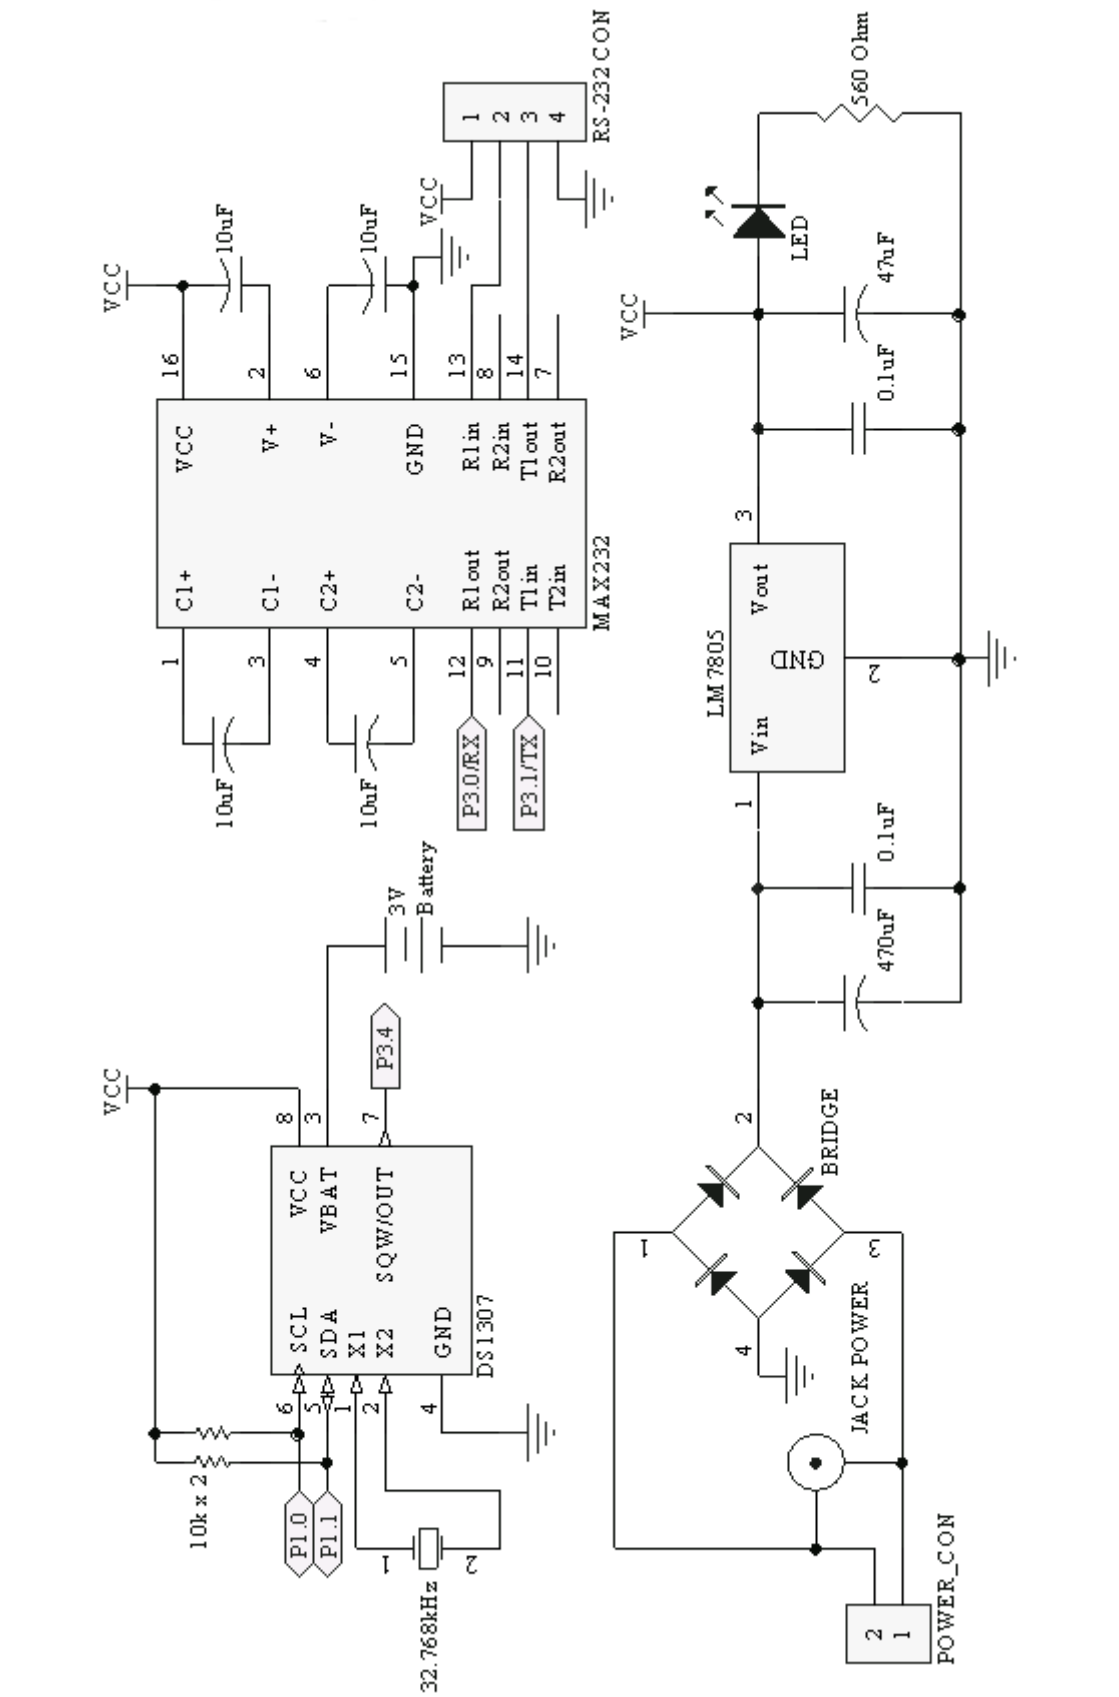 VCC
10k x 2
P1.0
P1.1
6
5
1
2
4
SCL
SDA
X1
X2
GND
VCC
VBAT
SQW/OUT
8
3
7
P3.4
3V
Battery
DS1307
1
2
32.768kHz
10uF
10uF
1
3
4
5
12
9
11
10
P3.0/RX
P3.1/TX
C1+
C1-
C2+
C2-
R1out
R2out
T1in
T2in
VCC
V+
V-
GND
R1in
R2in
T1out
R2out
MAX232
16
2
6
15
13
8
14
7
VCC
10uF
10uF
VCC
1
2
3
4
RS-232 CON
POWER_CON
2
1
JACK POWER
1
2
3
4
BRIDGE
470uF
0.1uF
1
LM7805
Vin
GND
Vout
2
3
VCC
0.1uF
47uF
LED
560 Ohm